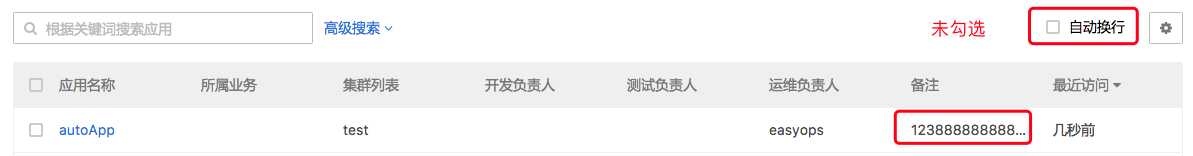 根据关键词搜索应用 高级搜索 未勾选 自动换行
应用名称 所属业务 集群列表 开发负责人 测试负责人 运维负责人 备注 最近访问
autoApp test easyops 123888888888... 几秒前